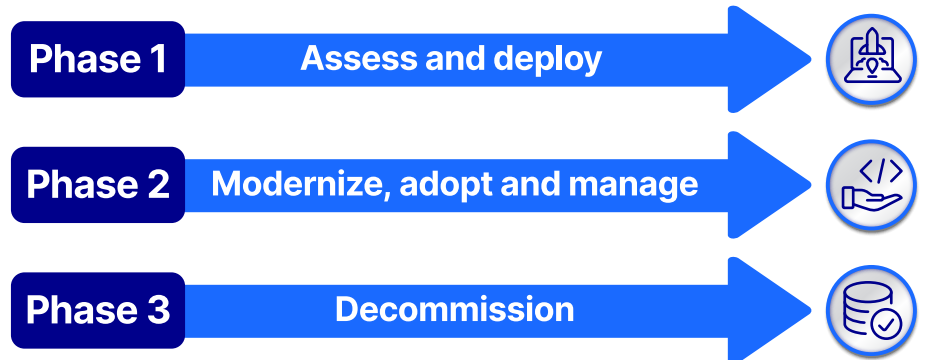 Phase 1
Assess and deploy
Phase 2
Modernize, adopt and manage
Phase 3
Decommission